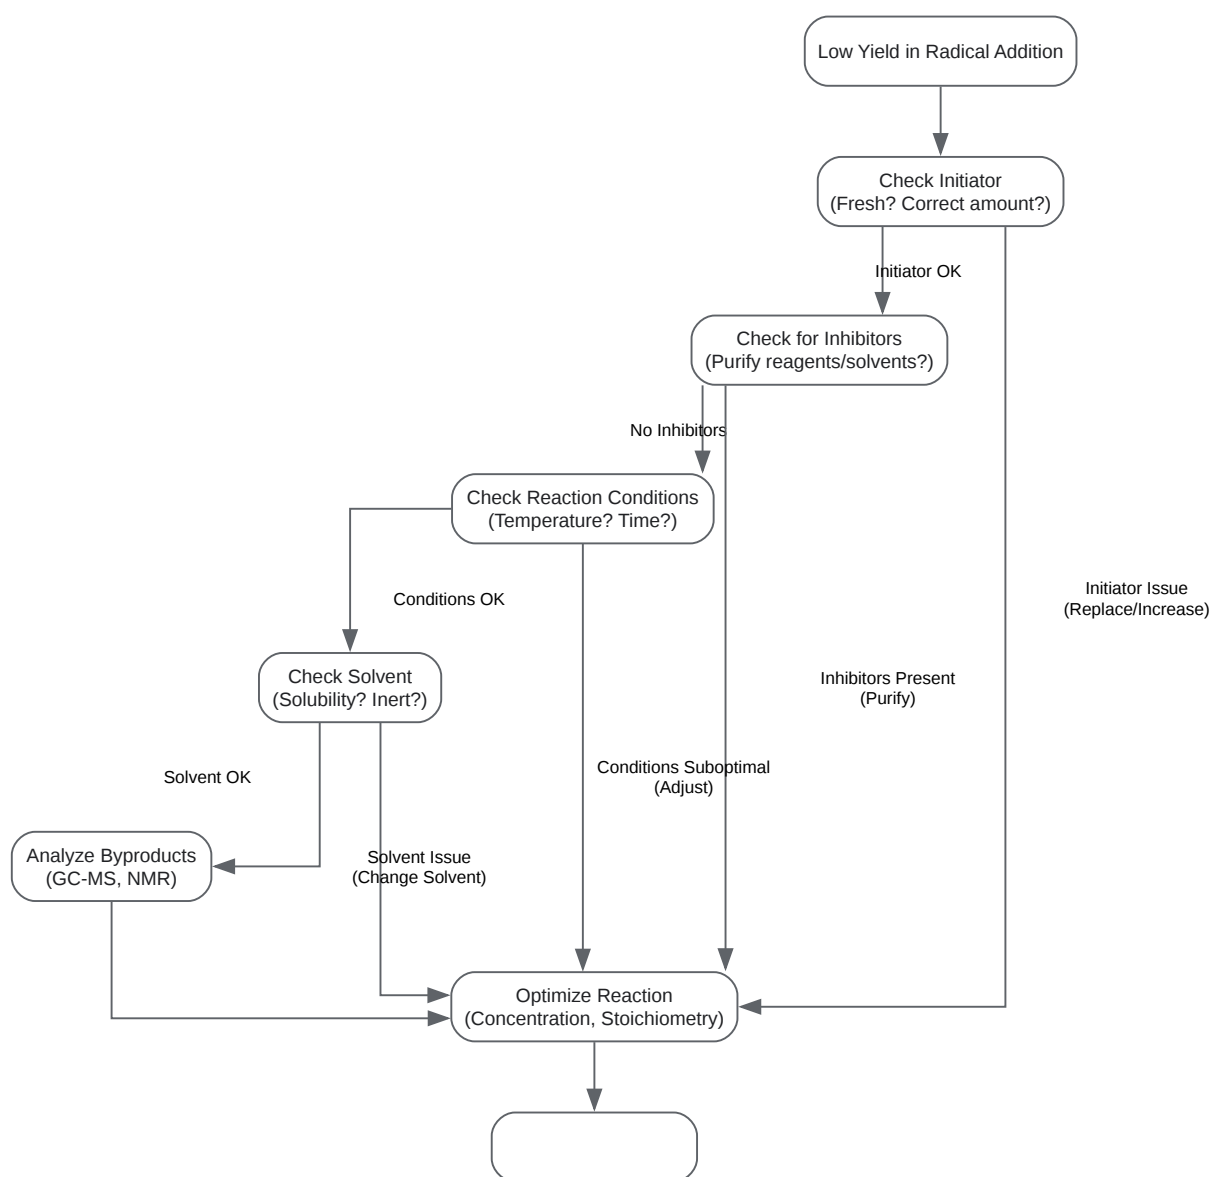 Low Yield in Radical Addition
Check Initiator
(Fresh? Correct amount?)
Initiator OK
Check for Inhibitors
(Purify reagents/solvents?)
No Inhibitors
Check Reaction Conditions
(Temperature? Time?)
Conditions OK
Initiator Issue
(Replace/Increase)
Check Solvent
(Solubility? Inert?)
Inhibitors Present
(Purify)
Solvent OK
Conditions Suboptimal
(Adjust)
Analyze Byproducts
(GC-MS, NMR)
Solvent Issue
(Change Solvent)
Optimize Reaction
(Concentration, Stoichiometry)